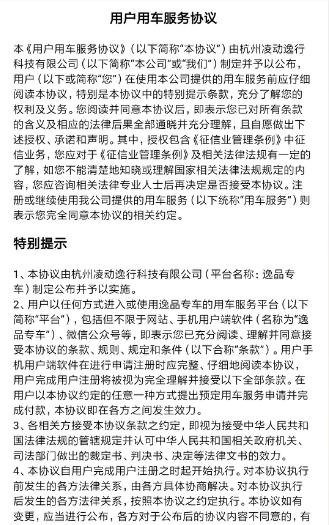 用户用车服务协议
本《用户用车服务协议》（以下简称“本协议”）由杭州凌动逸行
科技有限公司（以下简称“本公司”或“我们”）制定并予以公布，
用户（以下或简称“您”）在使用本公司提供的用车服务前应仔细
阅读本协议，特别是本协议中的特别提示条款，充分了解您的
权利及义务。您阅读并同意本协议后，即表示您已对所有条款
的含义及相应的法律后果全部通晓并充分理解，且自愿做出下
述授权、承诺和声明。其中，授权包含《征信业管理条例》中征
信业务，您应对于《征信业管理条例》及相关法律法规有一定的
了解，如您不能清楚地知晓或理解国家相关法律法规规定的内
容，您应咨询相关法律专业人士后再决定是否接受本协议。注
册或继续使用我公司提供的用车服务（以下统称“用车服务”）则
表示您完全同意本协议的相关约定。
特别提示
1、本协议由杭州凌动逸行科技有限公司（平台名称：逸品专
车）制定公布并予以实施。
2、用户以任何方式进入或使用逸品专车的用车服务平台（以下
简称“平台”），包括但不限于网站、手机用户端软件（名称为“逸
品专车”）、微信公众号等，即表示您已充分阅读、理解并同意接
受本协议的条款、规则、规定和条件（以下合称“条款”）。用户手
机用户端软件在进行申请注册时应完整、仔细地阅读本协议，
用户完成用户注册将被视为完全理解并接受以下全部条款。在
用户以本协议约定的任意一种方式提出预定用车服务申请并完
成付款，本协议即在各方之间发生效力。
3、各相关方接受本协议条款之约定，即视为接受中华人民共和
国法律法规的管辖规定并认可中华人民共和国相关政府机关、
司法部门做出的裁定书、判决书、决定等法律文书的效力。
4、本协议自用户完成用户注册之时起开始执行。对本协议执行
前发生的各方法律关系，由各方具体协商解决。对本协议执行
后发生的各方法律关系，按照本协议之约定执行。本协议如有
变更，应当进行公布，各方对于公布后的协议内容不同意的，有